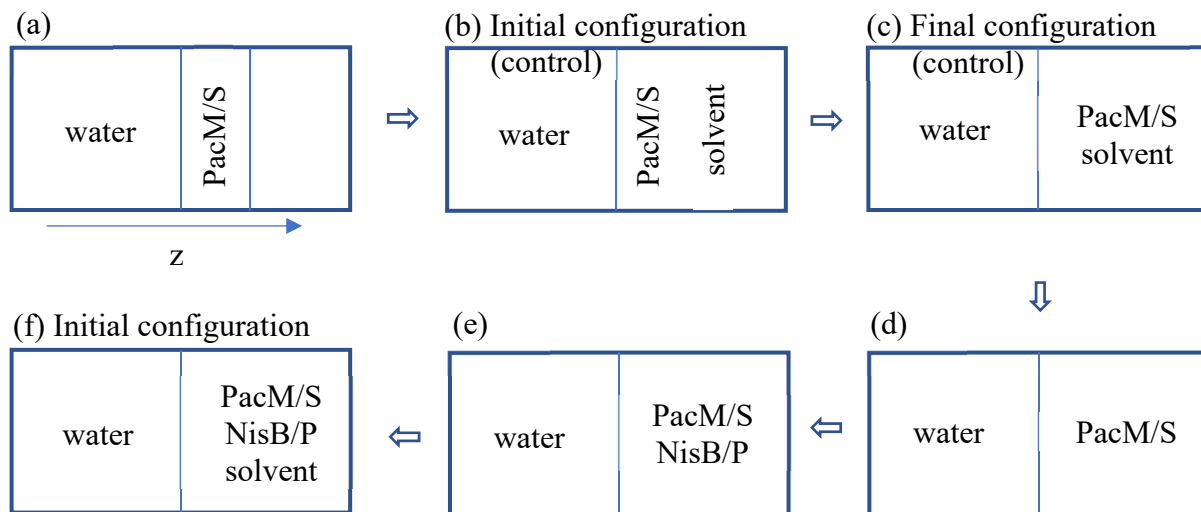 (a)
water
PacM/S
z
(b) Initial configuration
(control)
water
PacM/S
solvent
(c) Final configuration
(control)
water
PacM/S
solvent
(f) Initial configuration
water
PacM/S
NisB/P
solvent
(e)
water
PacM/S
NisB/P
(d)
water
PacM/S